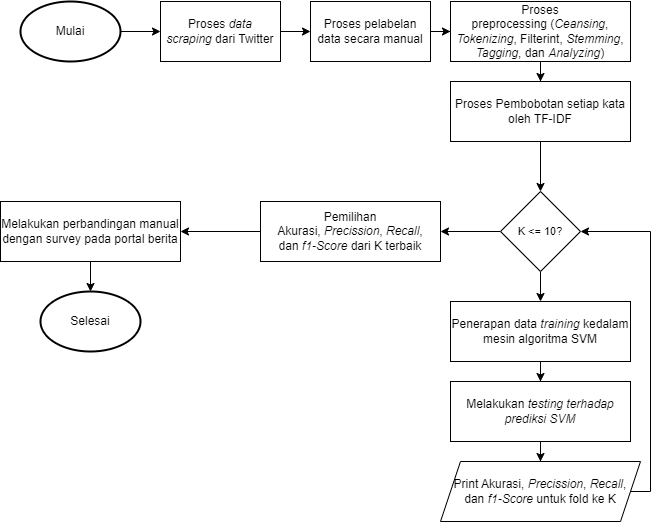 Mulai
Proses data
scraping dari Twitter
Proses pelabelan
data secara manual
Proses
preprocessing (Ceansing,
Tokenizing, Filterint, Stemming,
Tagging, dan Analyzing)
Proses Pembobotan setiap kata
oleh TF-IDF
K <= 10?
Pemilihan
Akurasi, Precission, Recall,
dan f1-Score dari K terbaik
Melakukan perbandingan manual
dengan survey pada portal berita
Selesai
Penerapan data training kedalam
mesin algoritma SVM
Melakukan testing terhadap
prediksi SVM
Print Akurasi, Precission, Recall,
dan f1-Score untuk fold ke K